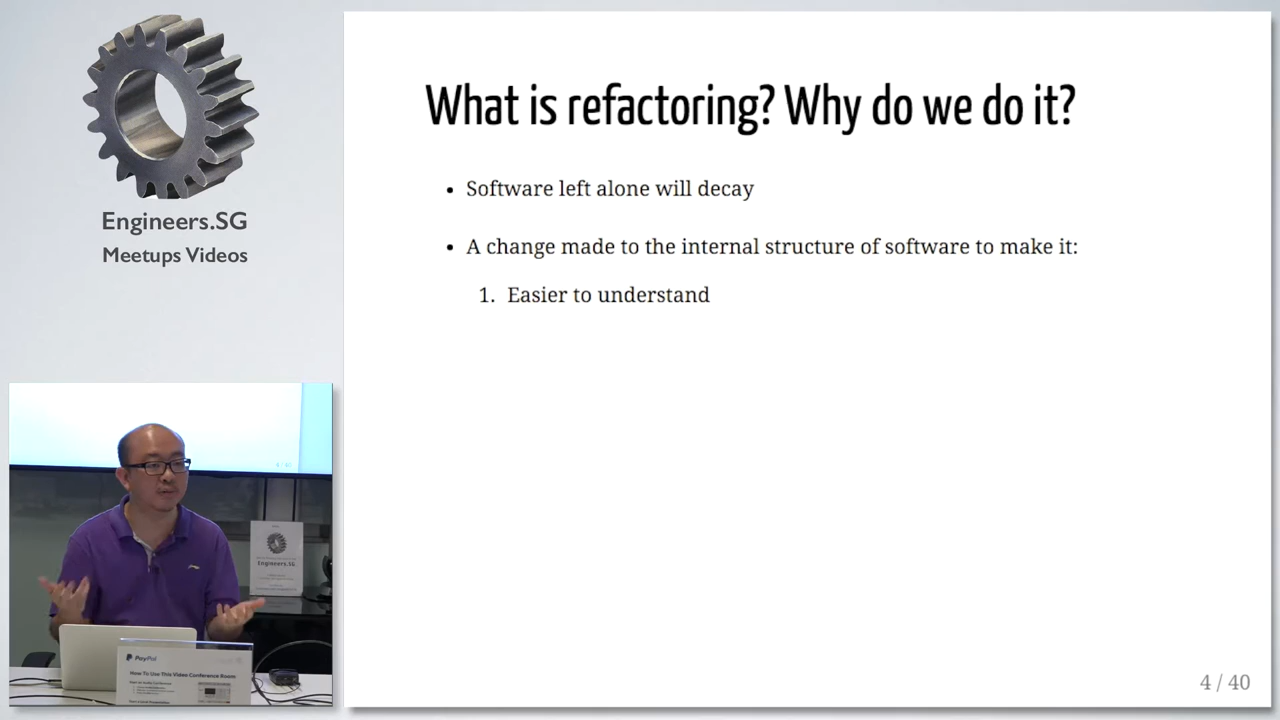 Engineers.SG
Meetups Videos
What is refactoring? Why do we do it?
• Software left alone will decay
• A change made to the internal structure of software to make it:
1. Easier to understand
4 / 40
Engineers.SG
PayPal
How To Use This Video Conference Room